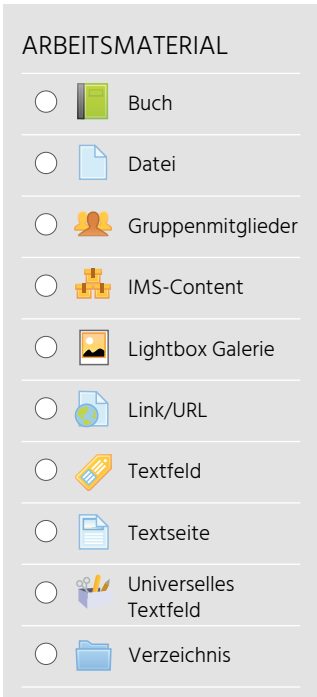 ARBEITSMATERIAL
Buch
Datei
Gruppenmitglieder
IMS-Content
Lightbox Galerie
Link/URL
Textfeld
Textseite
Universelles
Textfeld
Verzeichnis